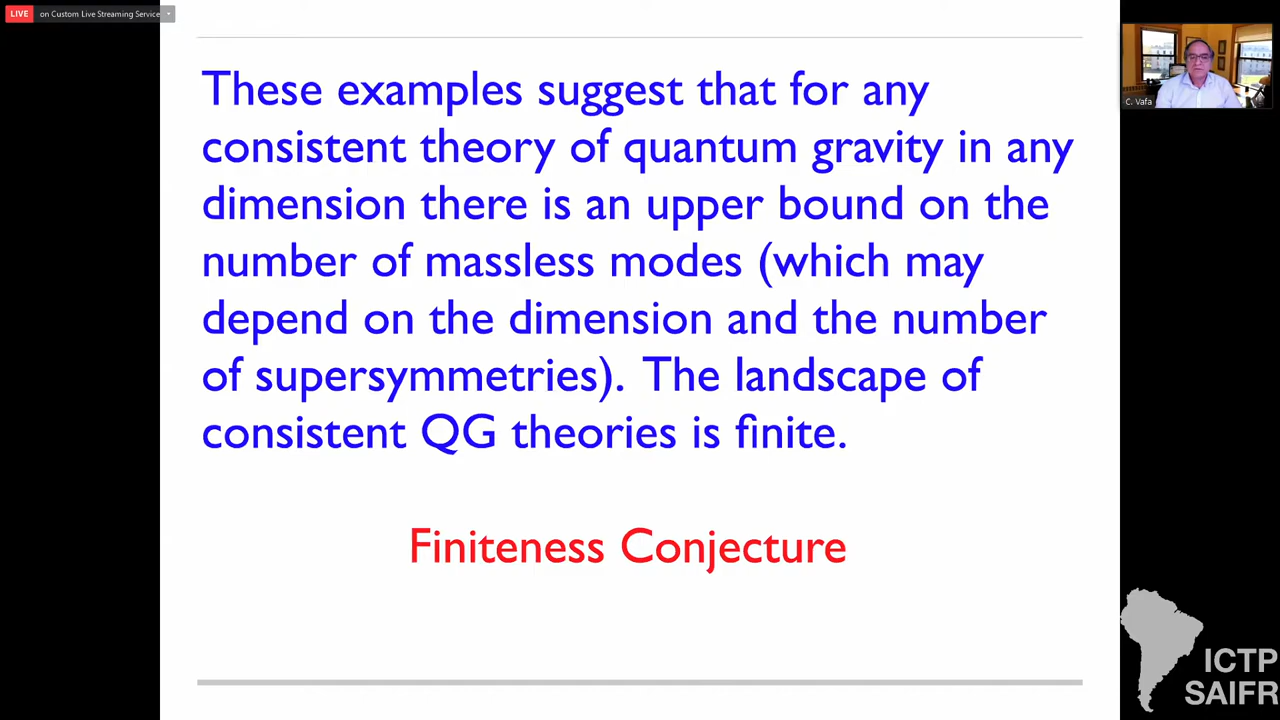 LIVE on Custom Live Streaming Service
These examples suggest that for any
consistent theory of quantum gravity in any
dimension there is an upper bound on the
number of massless modes (which may
depend on the dimension and the number
of supersymmetries). The landscape of
consistent QG theories is finite.
Finiteness Conjecture
C. Vafa
ICTP
SAIFR